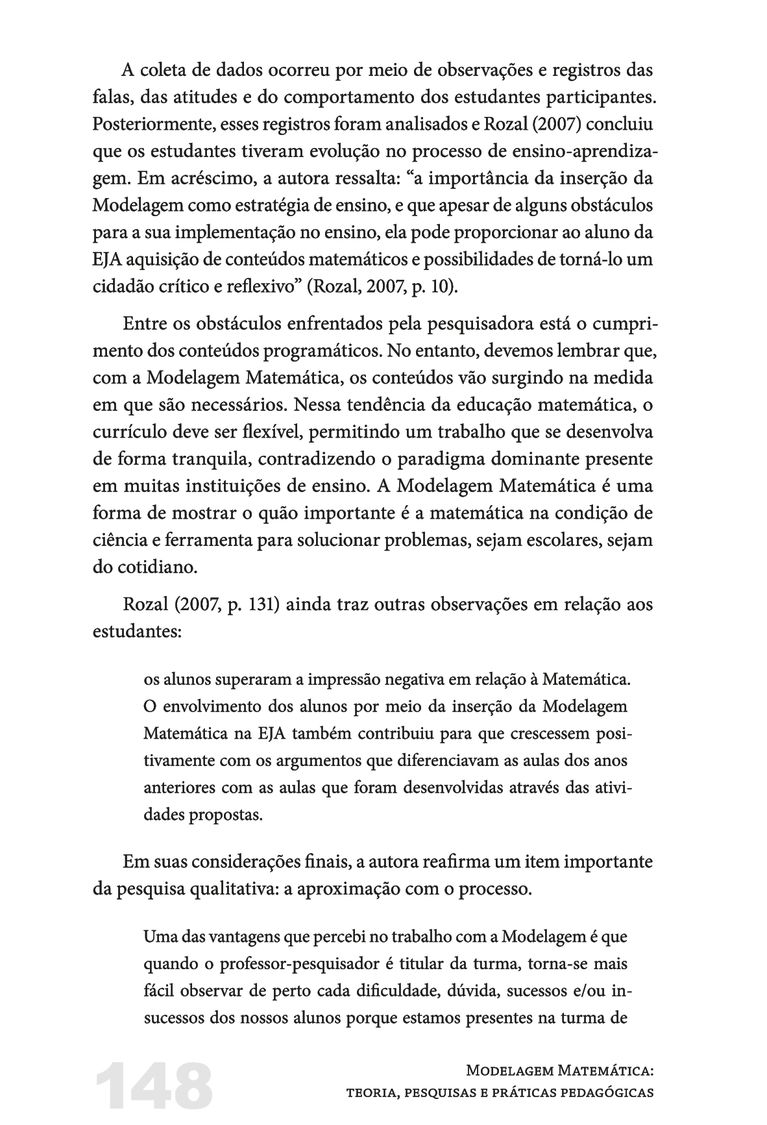 A coleta de dados ocorreu por meio de observações e registros das
falas, das atitudes e do comportamento dos estudantes participantes.
Posteriormente, esses registros foram analisados e Rozal (2007) concluiu
que os estudantes tiveram evolução no processo de ensino-aprendiza-
gem. Em acréscimo, a autora ressalta: “a importância da inserção da
Modelagem como estratégia de ensino, e que apesar de alguns obstáculos
para a sua implementação no ensino, ela pode proporcionar ao aluno da
EJA aquisição de conteúdos matemáticos e possibilidades de torná-lo um
cidadão crítico e reflexivo” (Rozal, 2007, p. 10).
Entre os obstáculos enfrentados pela pesquisadora está o cumpri-
mento dos conteúdos programáticos. No entanto, devemos lembrar que,
com a Modelagem Matemática, os conteúdos vão surgindo na medida
em que são necessários. Nessa tendência da educação matemática, o
currículo deve ser flexível, permitindo um trabalho que se desenvolva
de forma tranquila, contradizendo o paradigma dominante presente
em muitas instituições de ensino. A Modelagem Matemática é uma
forma de mostrar o quão importante é a matemática na condição de
ciência e ferramenta para solucionar problemas, sejam escolares, sejam
do cotidiano.
Rozal (2007, p. 131) ainda traz outras observações em relação aos
estudantes:
os alunos superaram a impressão negativa em relação à Matemática.
O envolvimento dos alunos por meio da inserção da Modelagem
Matemática na EJA também contribuiu para que crescessem posi-
tivamente com os argumentos que diferenciavam as aulas dos anos
anteriores com as aulas que foram desenvolvidas através das ativi-
dades propostas.
Em suas considerações finais, a autora reafirma um item importante
da pesquisa qualitativa: a aproximação com o processo.
Uma das vantagens que percebi no trabalho com a Modelagem é que
quando o professor-pesquisador é titular da turma, torna-se mais
fácil observar de perto cada dificuldade, dúvida, sucessos e/ou in-
sucessos dos nossos alunos porque estamos presentes na turma de
148
Modelagem Matemática:
teoria, pesquisas e práticas pedagógicas